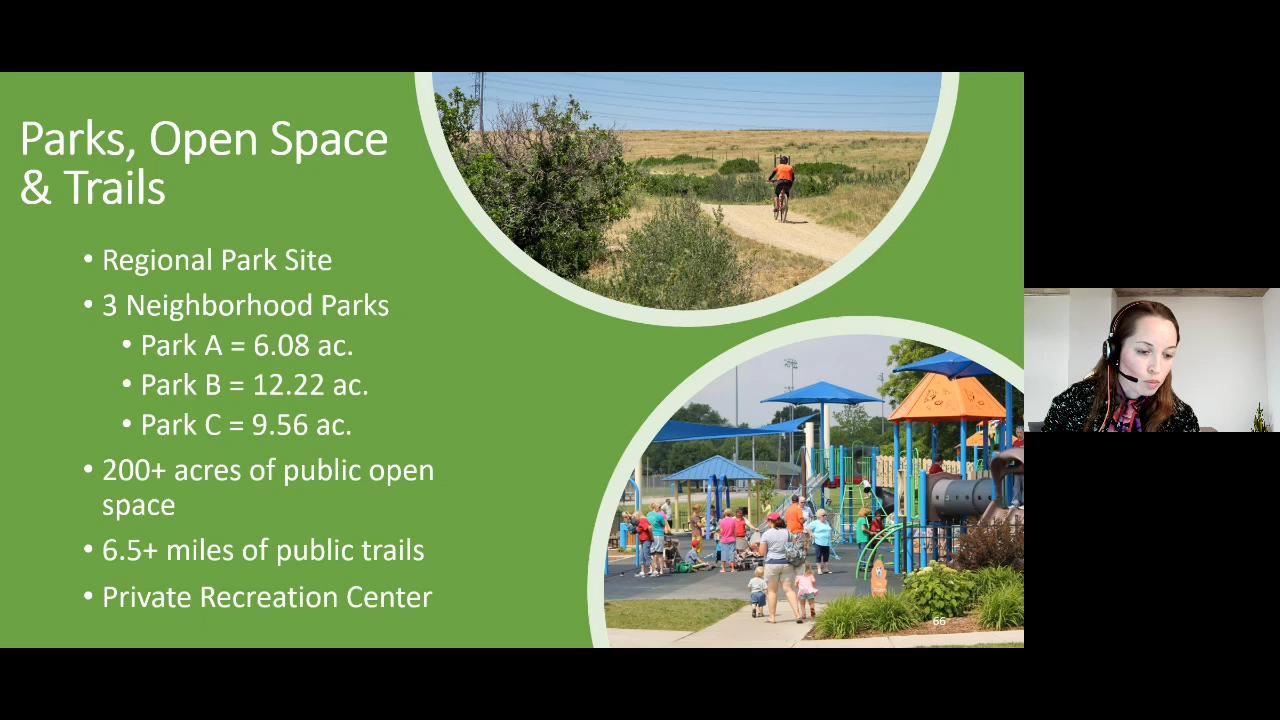 Parks, Open Space
& Trails
• Regional Park Site
• 3 Neighborhood Parks
• Park A = 6.08 ac.
• Park B = 12.22 ac.
• Park C = 9.56 ac.
• 200+ acres of public open
space
• 6.5+ miles of public trails
• Private Recreation Center
66